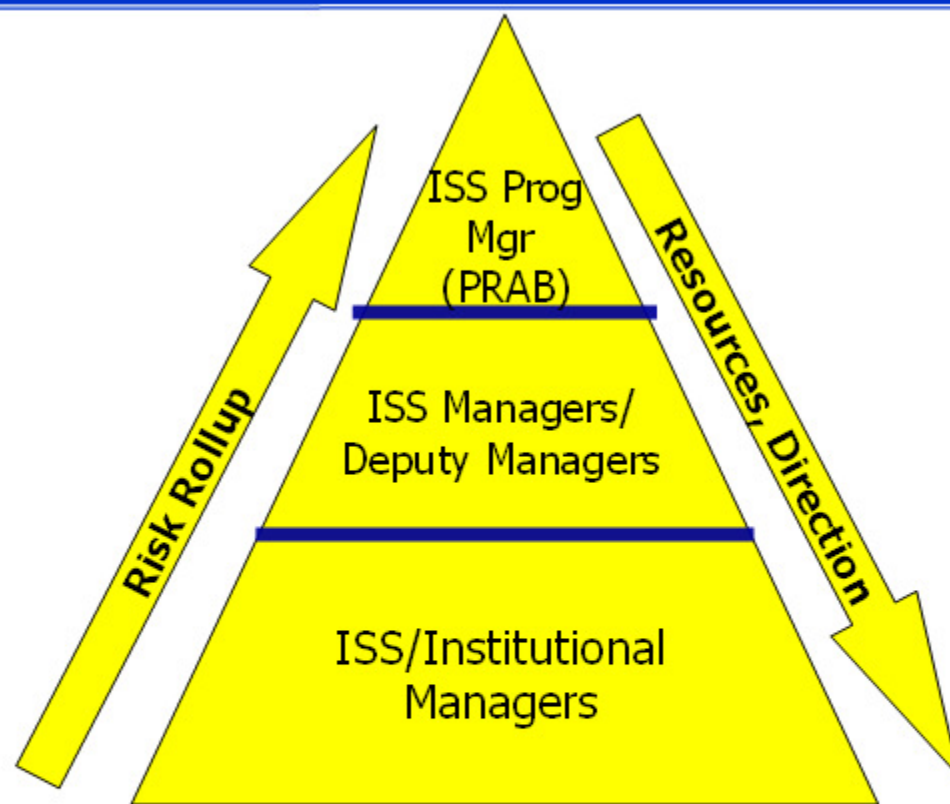 ISS Prog
Mgr
(PRAB)
ISS Managers/
Deputy Managers
ISS/Institutional
Managers
Risk Rollup
Resources, Direction